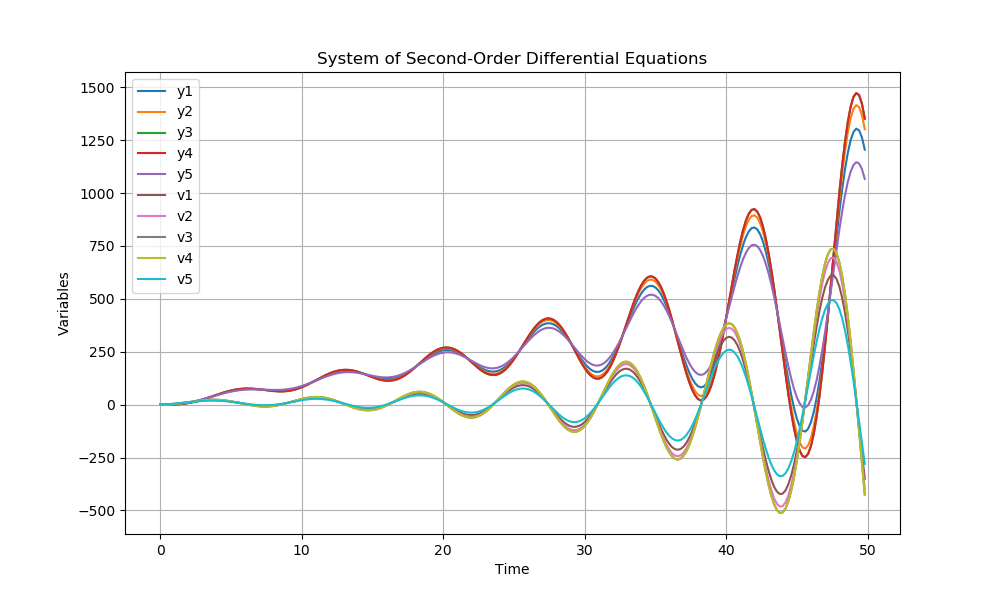 System of Second-Order Differential Equations
1500
1250
1000
750
500
250
0
−250
−500
Variables
y1
y2
y3
y4
y5
v1
v2
v3
v4
v5
0 10 20 30 40 50
Time